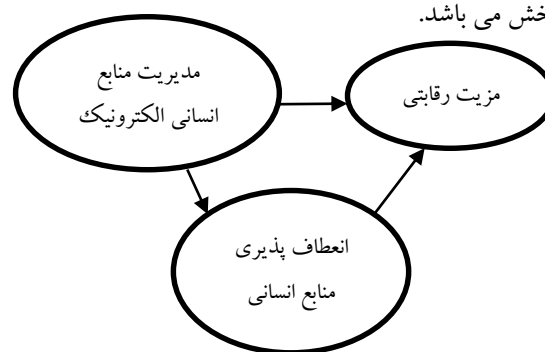 خش می باشد.
مدیریت منابع
انسانی الکترونیک
مزیت رقابتی
انعطاف پذیری
منابع انسانی